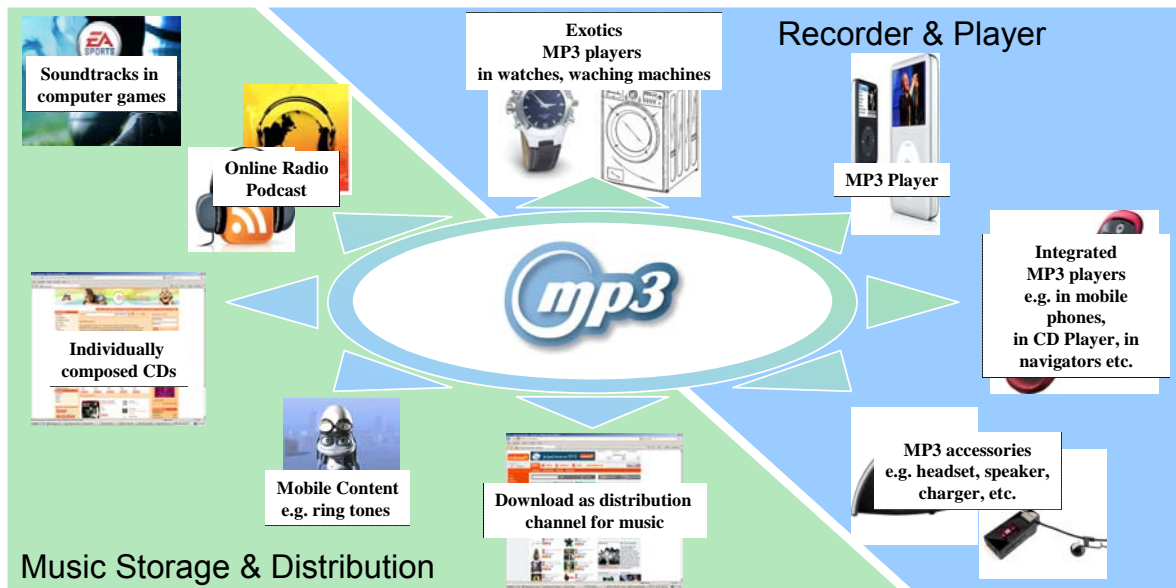 EA
SPORTS
Soundtracks in
computer games
Online Radio
Podcast
Individually
composed CDs
Mobile Content
e.g. ring tones
Music Storage & Distribution
Exotics
MP3 players
in watches, waching machines
mp3
Download as distribution
channel for music
Recorder & Player
MP3 Player
Integrated
MP3 players
e.g. in mobile
phones,
in CD Player, in
navigators etc.
MP3 accessories
e.g. headset, speaker,
charger, etc.